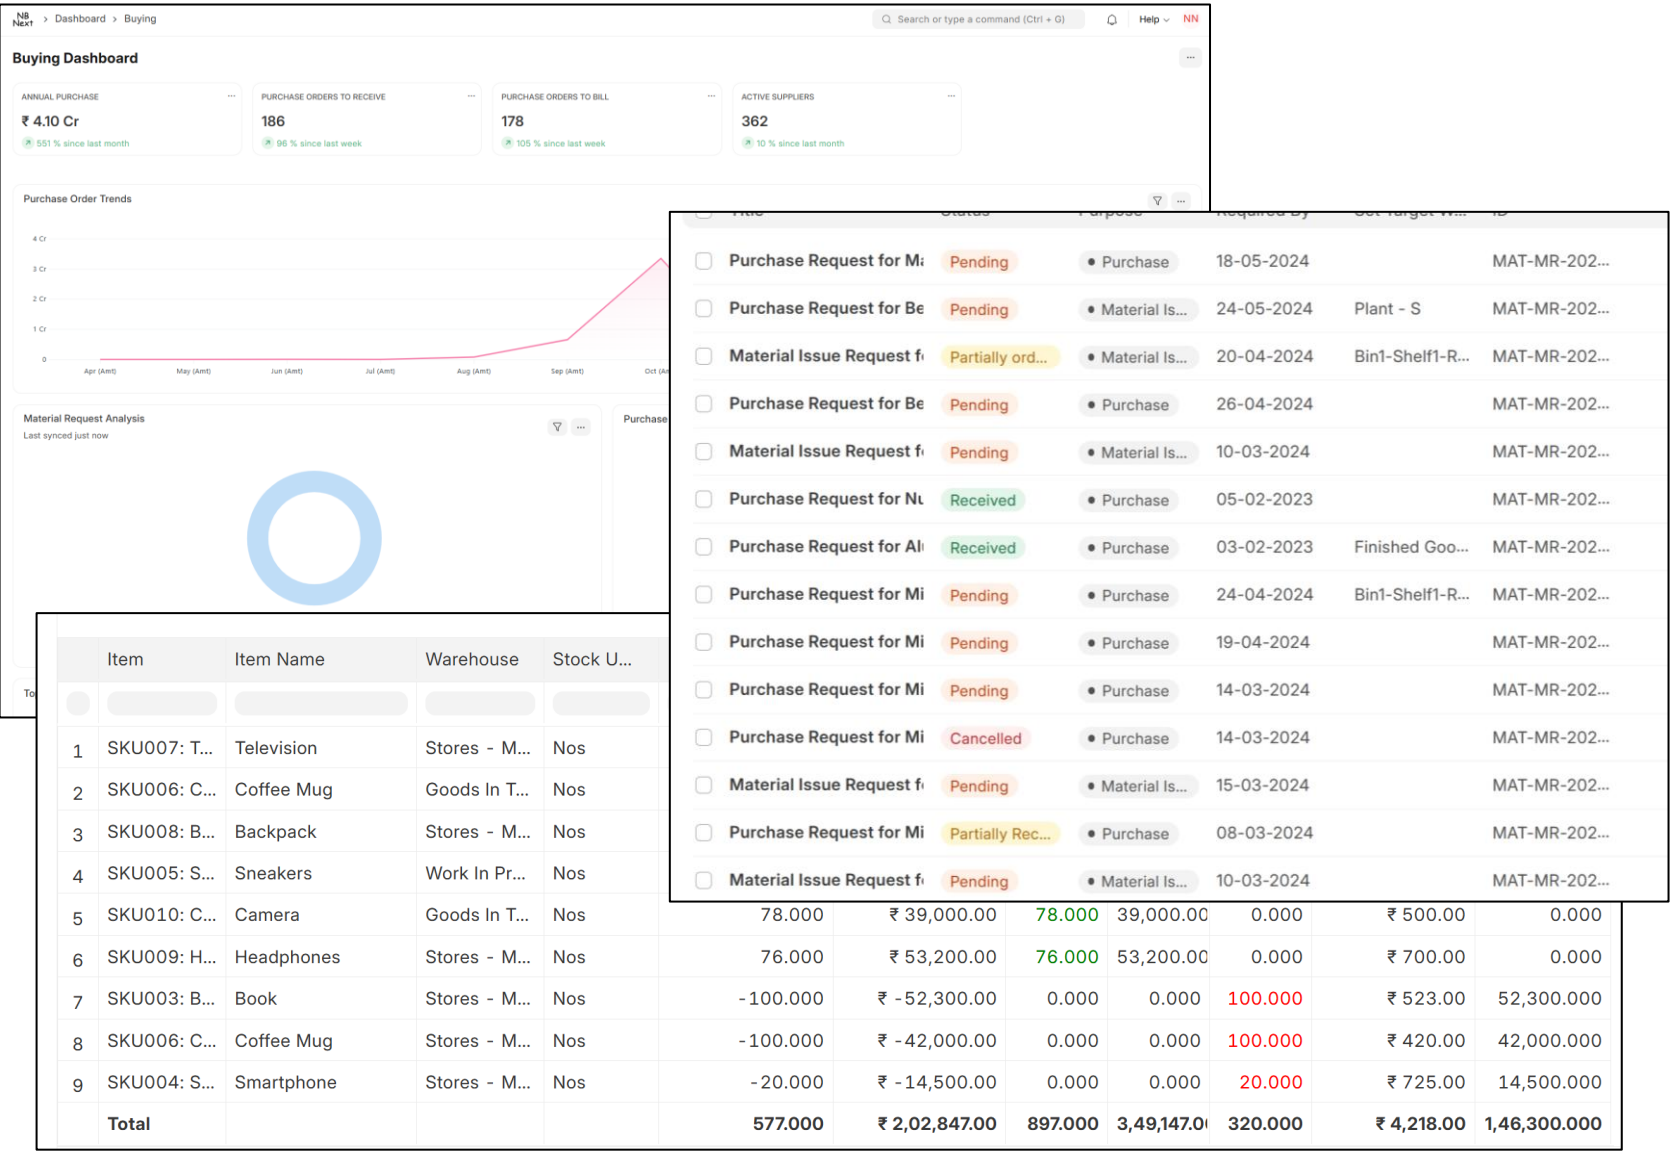 NB Next > Dashboard > Buying
Search or type a command (Ctrl + G)
Help
NN
Buying Dashboard
ANNUAL PURCHASE
₹ 4.10 Cr
551 % since last month
PURCHASE ORDERS TO RECEIVE
186
96 % since last week
PURCHASE ORDERS TO BILL
178
105 % since last week
ACTIVE SUPPLIERS
362
10 % since last month
Purchase Order Trends
4 Cr
3 Cr
2 Cr
1 Cr
0
Apr (Amt) May (Amt) Jun (Amt) Jul (Amt) Aug (Amt) Sep (Amt) Oct (Am
Material Request Analysis
Last synced just now
Purchase
To
Title Status Purpose Required By Set Target W... ID
Purchase Request for Ma Pending Purchase 18-05-2024 MAT-MR-202...
Purchase Request for Be Pending Material Is... 24-05-2024 Plant - S MAT-MR-202...
Material Issue Request f Partially ord... Material Is... 20-04-2024 Bin1-Shelf1-R... MAT-MR-202...
Purchase Request for Be Pending Purchase 26-04-2024 MAT-MR-202...
Material Issue Request f Pending Material Is... 10-03-2024 MAT-MR-202...
Purchase Request for Nu Received Purchase 05-02-2023 MAT-MR-202...
Purchase Request for Al Received Purchase 03-02-2023 Finished Goo... MAT-MR-202...
Purchase Request for Mi Pending Purchase 24-04-2024 Bin1-Shelf1-R... MAT-MR-202...
Purchase Request for Mi Pending Purchase 19-04-2024 MAT-MR-202...
Purchase Request for Mi Pending Purchase 14-03-2024 MAT-MR-202...
Purchase Request for Mi Cancelled Purchase 14-03-2024 MAT-MR-202...
Material Issue Request f Pending Material Is... 15-03-2024 MAT-MR-202...
Purchase Request for Mi Partially Rec... Purchase 08-03-2024 MAT-MR-202...
Material Issue Request f Pending Material Is... 10-03-2024 MAT-MR-202...
Item Item Name Warehouse Stock U...
1 SKU007: T... Television Stores - M... Nos
2 SKU006: C... Coffee Mug Goods In T... Nos
3 SKU008: B... Backpack Stores - M... Nos
4 SKU005: S... Sneakers Work In Pr... Nos
5 SKU010: C... Camera Goods In T... Nos 78.000 ₹ 39,000.00 78.000 39,000.00 0.000 ₹ 500.00 0.000
6 SKU009: H... Headphones Stores - M... Nos 76.000 ₹ 53,200.00 76.000 53,200.00 0.000 ₹ 700.00 0.000
7 SKU003: B... Book Stores - M... Nos -100.000 ₹ -52,300.00 0.000 0.000 100.000 ₹ 523.00 52,300.000
8 SKU006: C... Coffee Mug Stores - M... Nos -100.000 ₹ -42,000.00 0.000 0.000 100.000 ₹ 420.00 42,000.000
9 SKU004: S... Smartphone Stores - M... Nos -20.000 ₹ -14,500.00 0.000 0.000 20.000 ₹ 725.00 14,500.000
Total 577.000 ₹ 2,02,847.00 897.000 3,49,147.0 320.000 ₹ 4,218.00 1,46,300.000